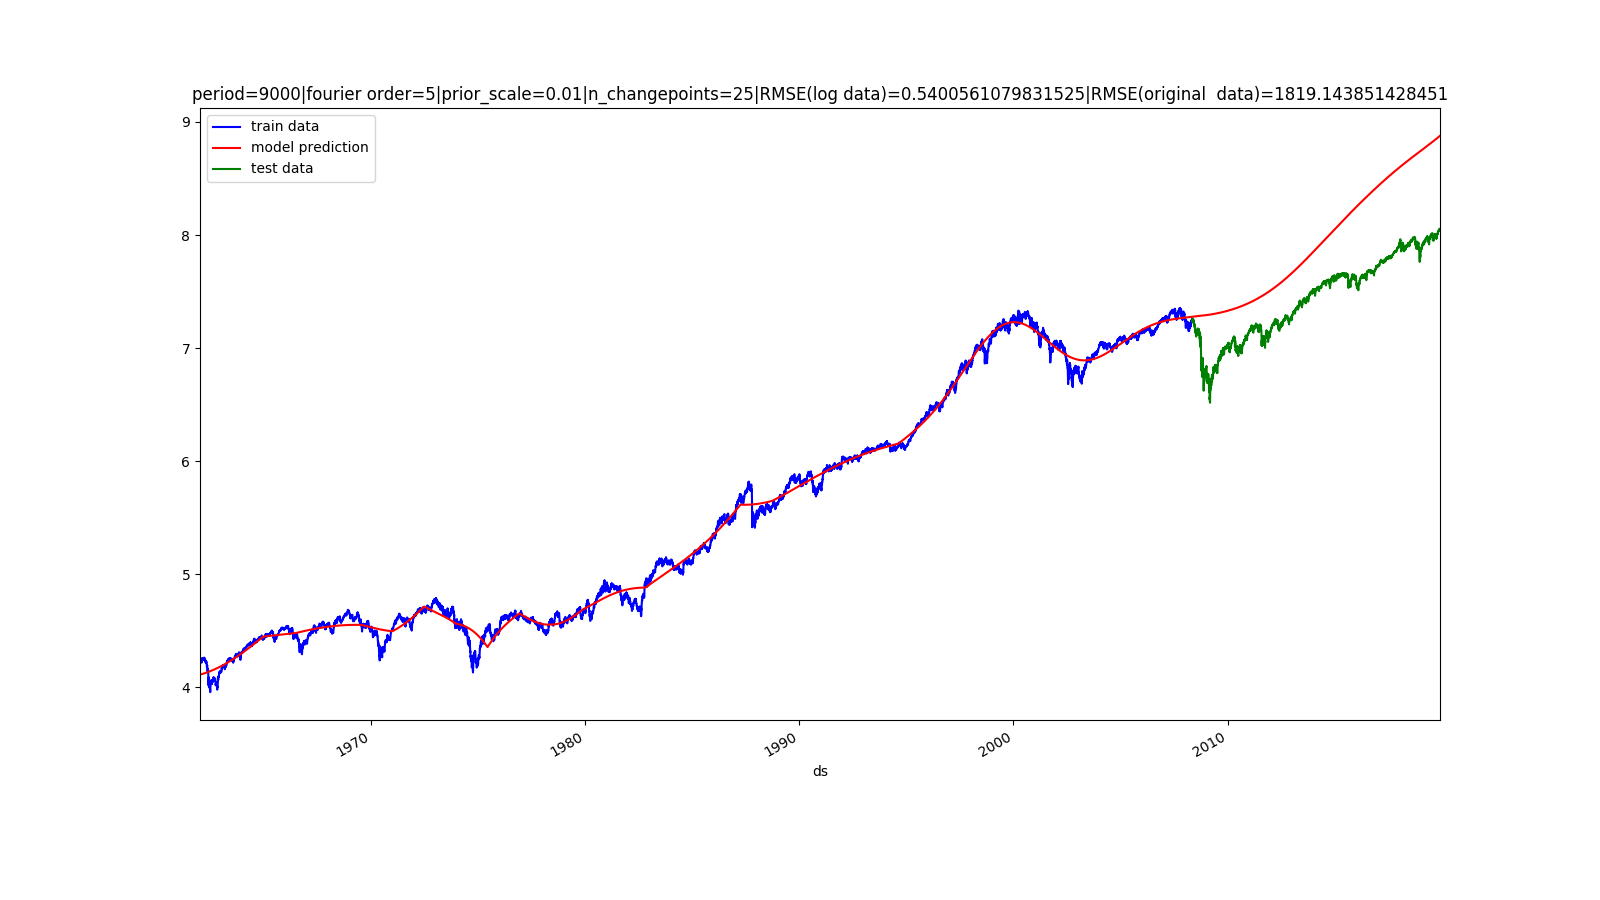 period=9000|fourier order=5|prior_scale=0.01|n_changepoints=25|RMSE(log data)=0.5400561079831525|RMSE(original  data)=1819.143851428451
train data
model prediction
test data
9
8
7
6
5
4
1970
1980
1990
2000
2010
ds